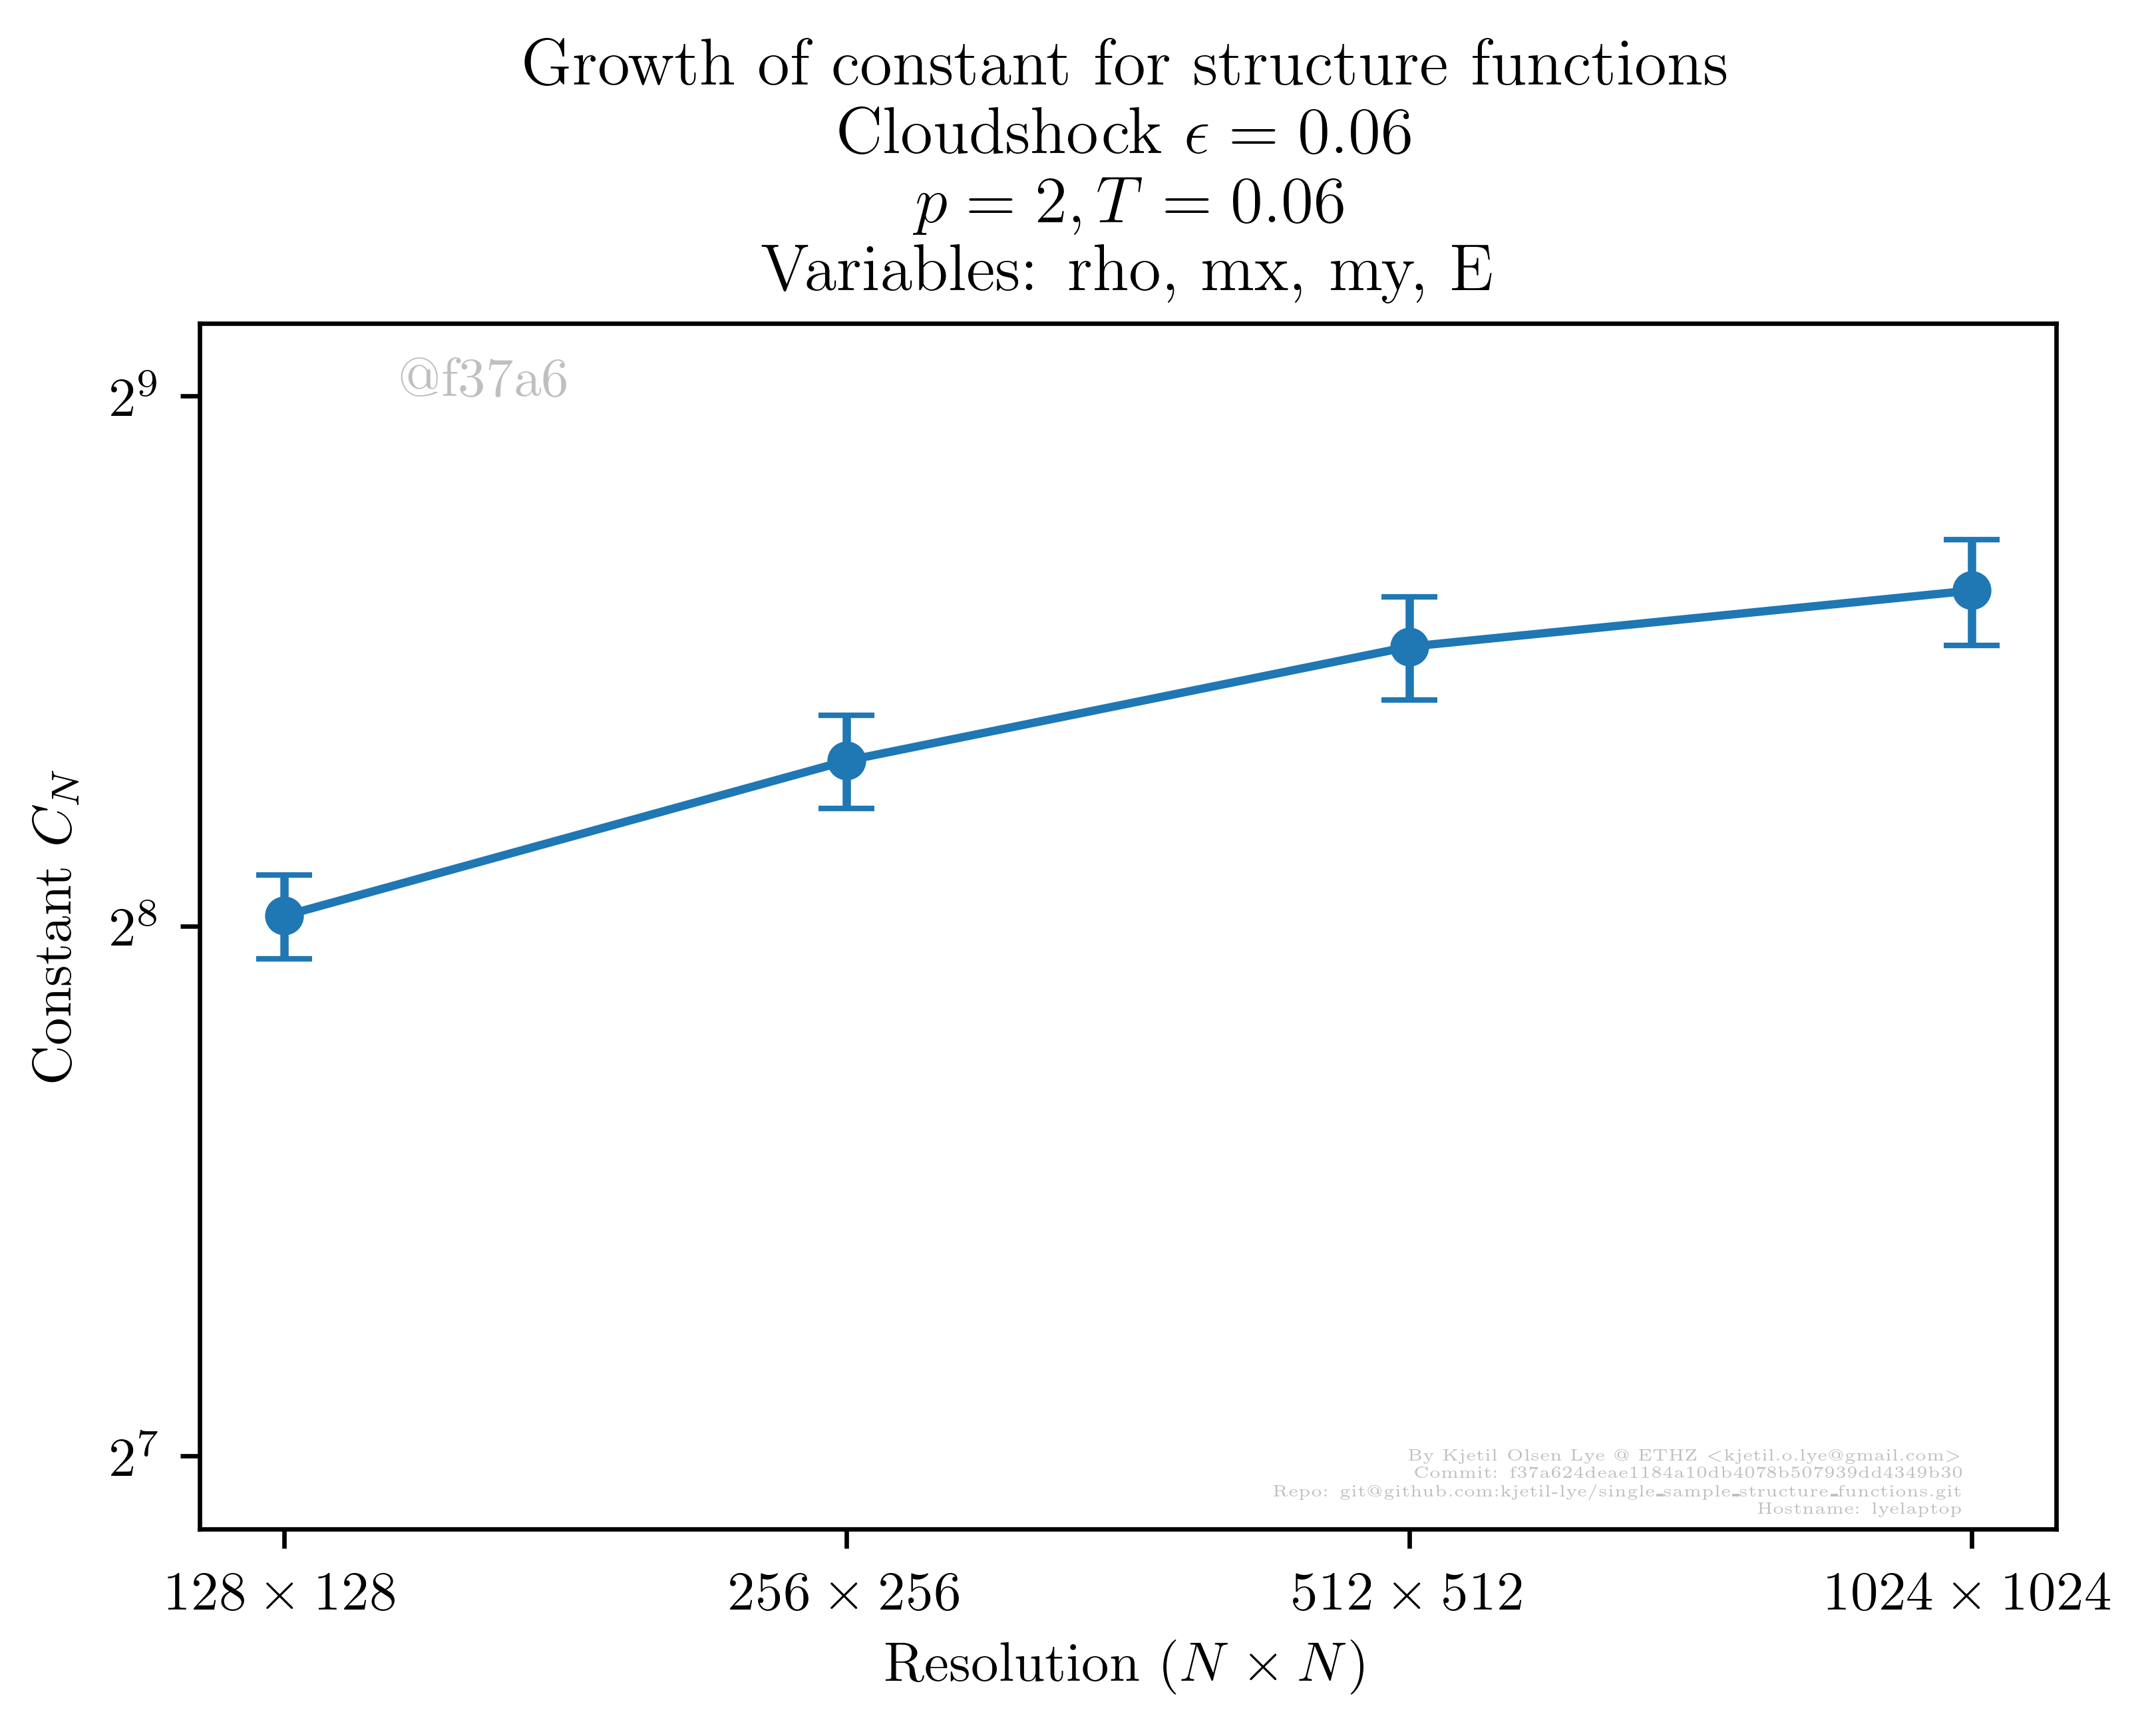 Growth of constant for structure functions
Cloudshock ϵ = 0.06
p = 2, T = 0.06
Variables: rho, mx, my, E
@f37a6
2⁹
2⁸
2⁷
Constant C_N
By Kjetil Olsen Lye @ ETHZ <kjetil.o.lye@gmail.com>
Commit: f37a624deae1184a10db4078b507939dd4349b30
Repo: git@github.com:kjetil-lye/single_sample_structure_functions.git
Hostname: lyelaptop
128 × 128 256 × 256 512 × 512 1024 × 1024
Resolution (N × N)